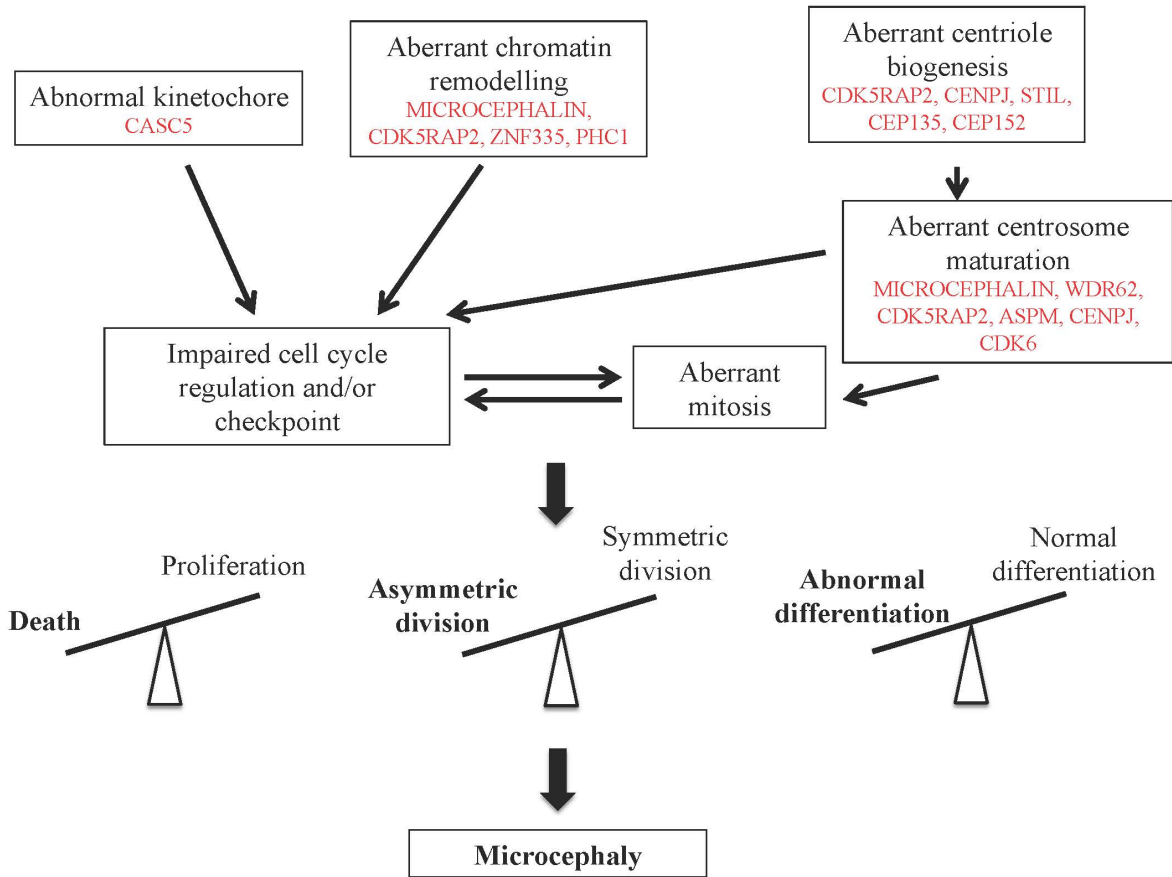 Abnormal kinetochore
CASC5
Aberrant chromatin
remodelling
MICROCEPHALIN,
CDK5RAP2, ZNF335, PHC1
Aberrant centriole
biogenesis
CDK5RAP2, CENPJ, STIL,
CEP135, CEP152
Aberrant centrosome
maturation
MICROCEPHALIN, WDR62,
CDK5RAP2, ASPM, CENPJ,
CDK6
Impaired cell cycle
regulation and/or
checkpoint
Aberrant
mitosis
Death
Proliferation
Asymmetric
division
Symmetric
division
Abnormal
differentiation
Normal
differentiation
Microcephaly